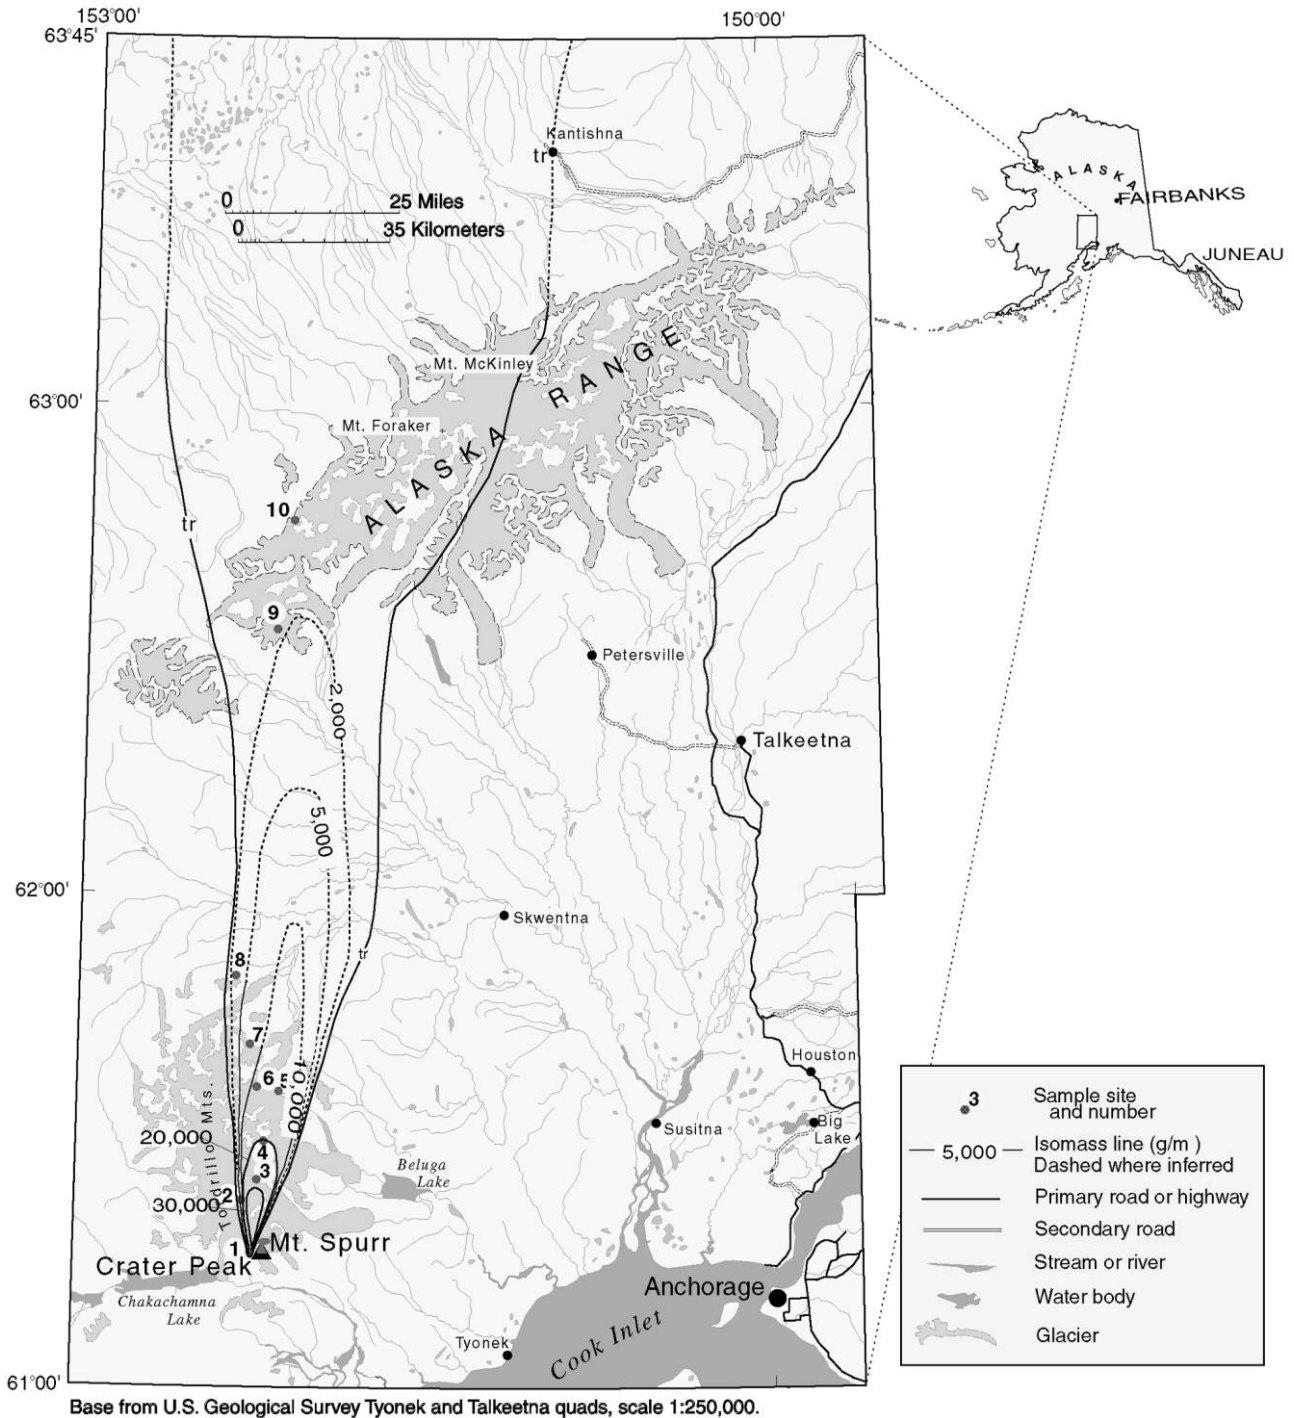 153°00'
150°00'
63°45'
Kantishna
tr
0 25 Miles
0 35 Kilometers
ALASKA
FAIRBANKS
JUNEAU
Mt. McKinley
ALASKA RANGE
63°00'
Mt. Foraker
10
tr
9
Petersville
2,000
Talkeetna
5,000
62°00'
Skwentna
tr
8
7
Houston
6
5
10,000
Big
Lake
Susitna
20,000
4
Beluga
Lake
3
Tordrillo Mts.
2
30,000
1
Mt. Spurr
Crater Peak
Anchorage
Chakachamna
Lake
Tyonek
Cook Inlet
61°00'
3
Sample site
and number
5,000
Isomass line (g/m )
Dashed where inferred
Primary road or highway
Secondary road
Stream or river
Water body
Glacier
Base from U.S. Geological Survey Tyonek and Talkeetna quads, scale 1:250,000.